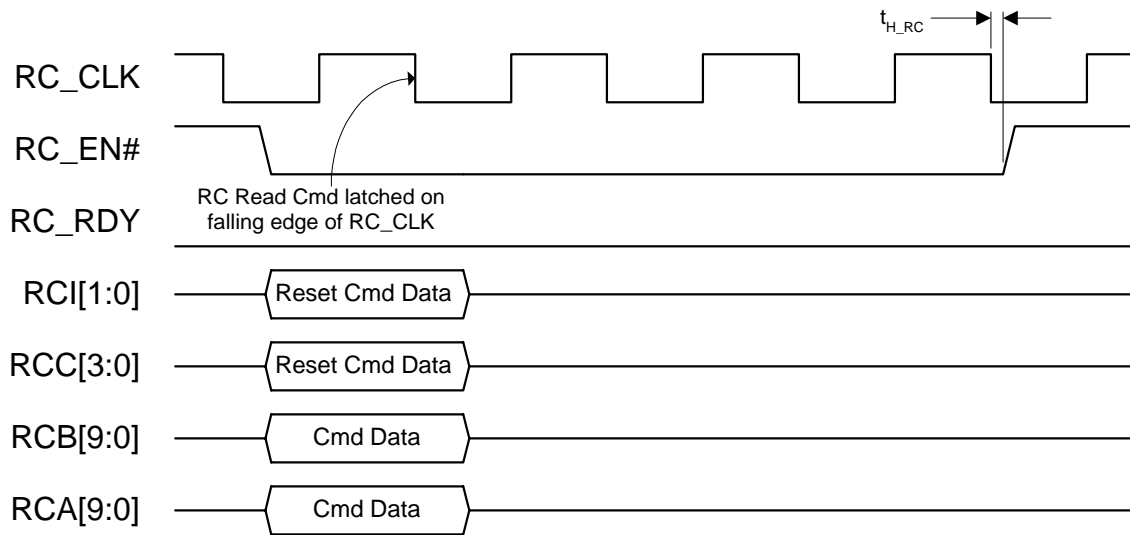 t_H_RC
RC_CLK
RC_EN#
RC Read Cmd latched on
falling edge of RC_CLK
RC_RDY
RCI[1:0]
Reset Cmd Data
RCC[3:0]
Reset Cmd Data
RCB[9:0]
Cmd Data
RCA[9:0]
Cmd Data